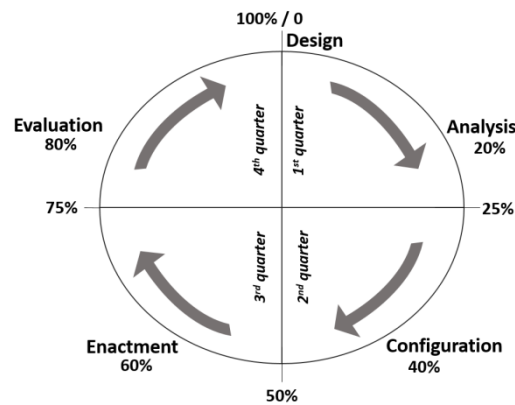 100% / 0
Design
Evaluation
80%
4th quarter
1st quarter
Analysis
20%
75%
25%
3rd quarter
2nd quarter
Enactment
60%
Configuration
40%
50%